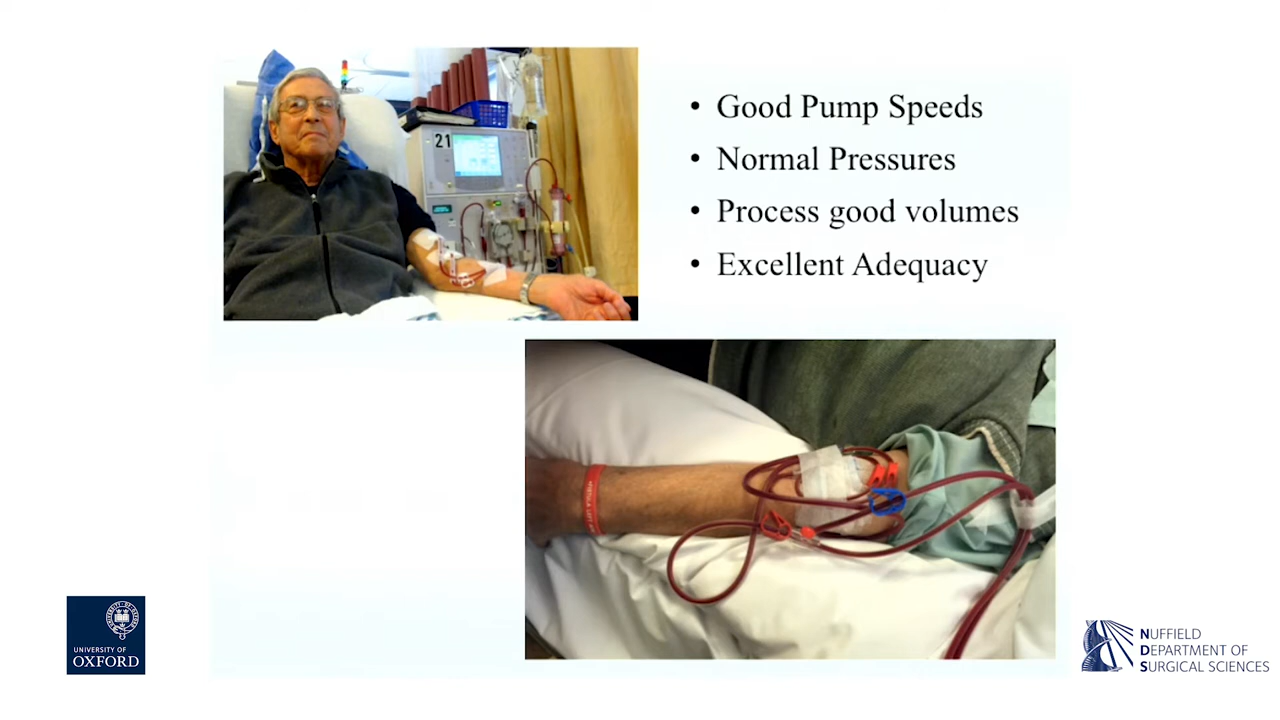 21
• Good Pump Speeds
• Normal Pressures
• Process good volumes
• Excellent Adequacy
UNIVERSITY OF
OXFORD
NUFFIELD
DEPARTMENT OF
SURGICAL SCIENCES